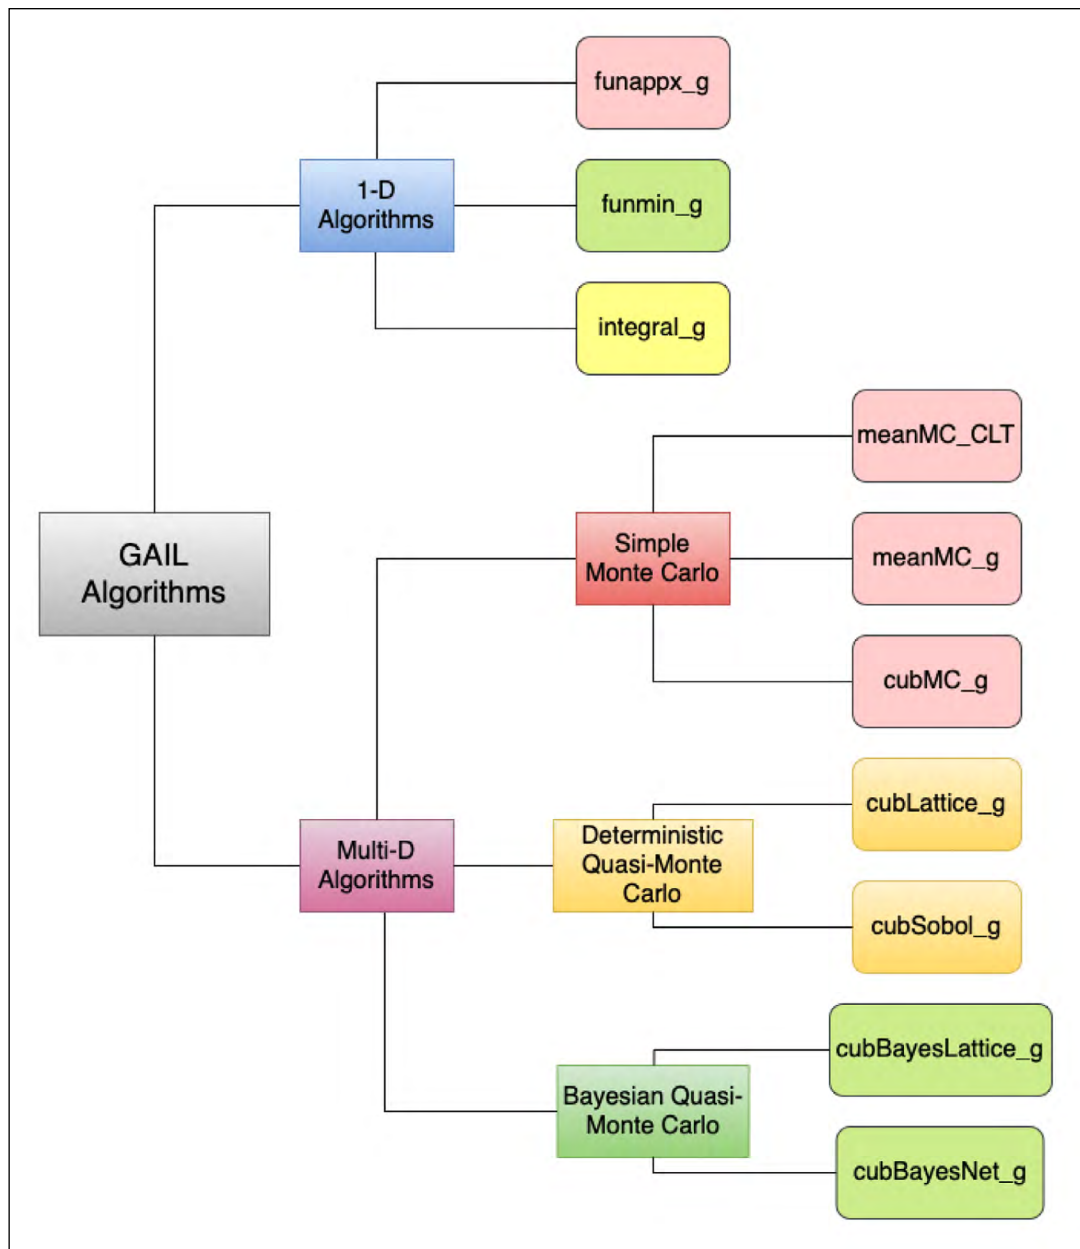 funappx_g
1-D
Algorithms
funmin_g
integral_g
meanMC_CLT
GAIL
Algorithms
Simple
Monte Carlo
meanMC_g
cubMC_g
cubLattice_g
Multi-D
Algorithms
Deterministic
Quasi-Monte
Carlo
cubSobol_g
cubBayesLattice_g
Bayesian Quasi-
Monte Carlo
cubBayesNet_g